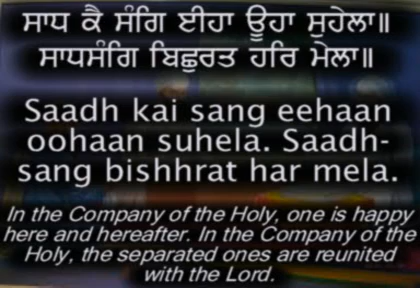 ਸਾਧ ਕੈ ਸੰਗਿ ਈਹਾ ਊਹਾ ਸੁਹੇਲਾ॥
ਸਾਧਸੰਗਿ ਬਿਛੁਰਤ ਹਰਿ ਮੇਲਾ॥
Saadh kai sang eehaan
oohaan suhela. Saadh-
sang bishhrat har mela.
In the Company of the Holy, one is happy
here and hereafter. In the Company of the
Holy, the separated ones are reunited
with the Lord.